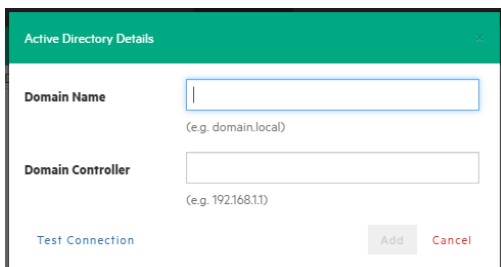 Active Directory Details
Domain Name
(e.g. domain.local)
Domain Controller
(e.g. 192.168.1.1)
Test Connection Add Cancel